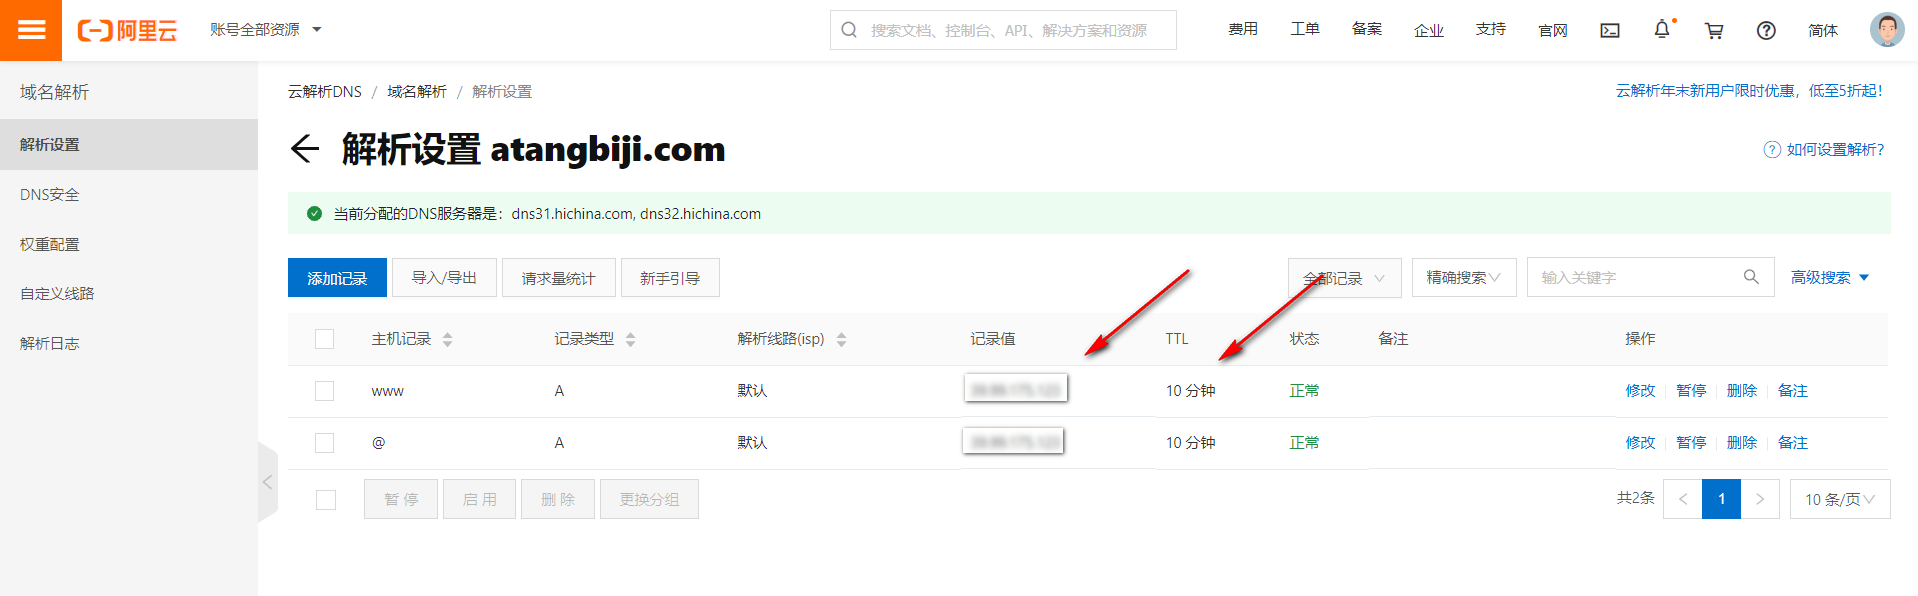 阿里云 账号全部资源 搜索文档、控制台、API、解决方案和资源 费用 工单 备案 企业 支持 官网 简体
域名解析
解析设置
DNS安全
权重配置
自定义线路
解析日志
云解析DNS / 域名解析 / 解析设置 云解析年末新用户限时优惠，低至5折起！
解析设置 atangbiji.com 如何设置解析?
当前分配的DNS服务器是：dns31.hichina.com, dns32.hichina.com
添加记录 导入/导出 请求量统计 新手引导 全部记录 精确搜索 输入关键字 高级搜索
主机记录 记录类型 解析线路(isp) 记录值 TTL 状态 备注 操作
www A 默认 10 分钟 正常 修改 暂停 删除 备注
@ A 默认 10 分钟 正常 修改 暂停 删除 备注
暂停 启用 删除 更换分组 共2条 < 1 > 10 条/页